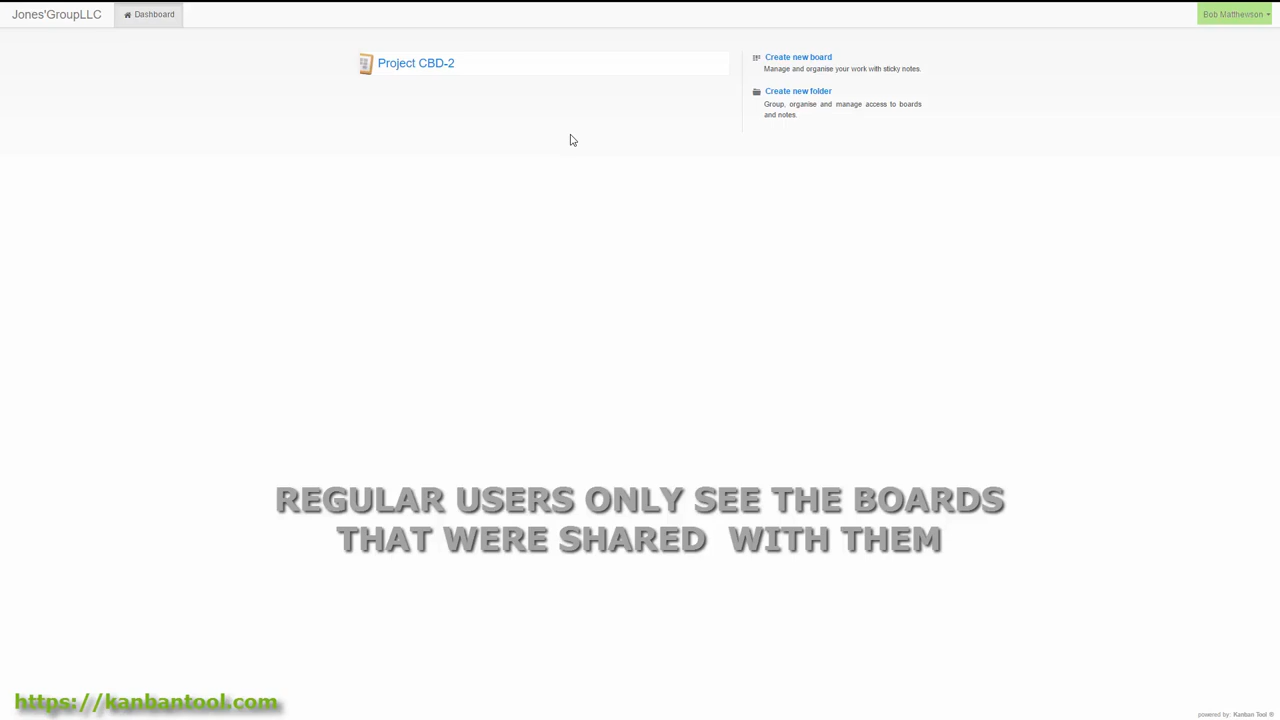 Jones'GroupLLC
Dashboard
Bob Matthewson
Project CBD-2
Create new board
Manage and organise your work with sticky notes.
Create new folder
Group, organise and manage access to boards
and notes.
REGULAR USERS ONLY SEE THE BOARDS
THAT WERE SHARED WITH THEM
https://kanbantool.com
powered by: Kanban Tool ®